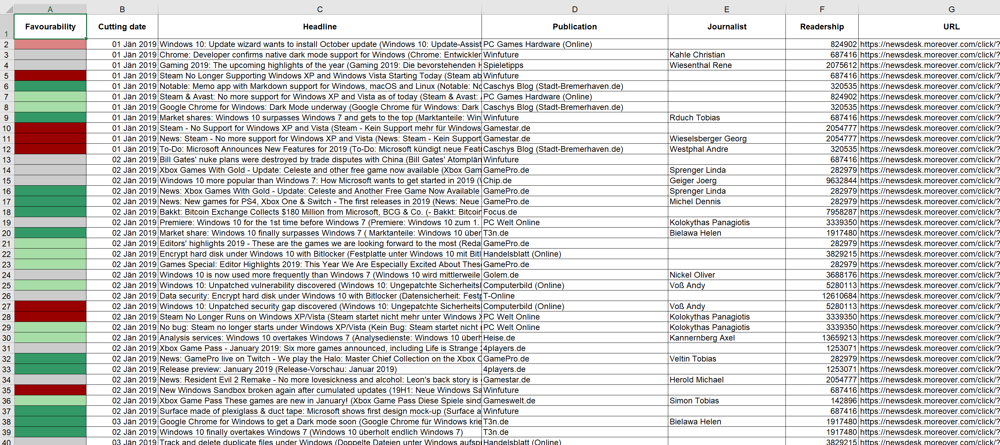 A B C D E F G
1 Favourability Cutting date Headline Publication Journalist Readership URL
2 01 Jän 2019 Windows 10: Update wizard wants to install October update (Windows 10: Update-Assist PC Games Hardware (Online) 824902 https://newsdesk.moreover.com/click/?
3 01 Jän 2019 Chrome: Developer confirms native dark mode support for Windows (Chrome: Entwickler Winfuture Kahle Christian 687416 https://newsdesk.moreover.com/click/?
4 01 Jän 2019 Gaming 2019: The upcoming highlights of the year (Gaming 2019: Die bevorstehenden H Spieletipps Wiesenthal Rene 2075612 https://newsdesk.moreover.com/click/?
5 01 Jän 2019 Steam No Longer Supporting Windows XP and Windows Vista Starting Today (Steam ab Winfuture 687416 https://newsdesk.moreover.com/click/?
6 01 Jän 2019 Notable: Memo app with Markdown support for Windows, macOS and Linux (Notable: No Caschys Blog (Stadt-Bremerhaven.de) 320535 https://newsdesk.moreover.com/click/?
7 01 Jän 2019 Steam & Avast: No more support for Windows XP and Vista as of today (Steam & Avast: PC Games Hardware (Online) 824902 https://newsdesk.moreover.com/click/?
8 01 Jän 2019 Google Chrome for Windows: Dark Mode underway (Google Chrome für Windows: Dark Caschys Blog (Stadt-Bremerhaven.de) 320535 https://newsdesk.moreover.com/click/?
9 01 Jän 2019 Market shares: Windows 10 surpasses Windows 7 and gets to the top (Marktanteile: Win Winfuture Rduch Tobias 687416 https://newsdesk.moreover.com/click/?
10 01 Jän 2019 Steam - No Support for Windows XP and Vista (Steam - Kein Support mehr für Windows Gamestar.de 2054777 https://newsdesk.moreover.com/click/?
11 01 Jän 2019 News: Steam - No more support for Windows XP and Vista (News: Steam - Kein Support Gamestar.de Wieselsberger Georg 2054777 https://newsdesk.moreover.com/click/?
12 01 Jän 2019 To-Do: Microsoft Announces New Features for 2019 (To-Do: Microsoft kündigt neue Feat Caschys Blog (Stadt-Bremerhaven.de) Westphal Andre 320535 https://newsdesk.moreover.com/click/?
13 02 Jän 2019 Bill Gates' nuke plans were destroyed by trade disputes with China (Bill Gates' Atomplän Winfuture 687416 https://newsdesk.moreover.com/click/?
14 02 Jän 2019 Xbox Games With Gold - Update: Celeste and other free game now available (Xbox Gam GamePro.de Sprenger Linda 282979 https://newsdesk.moreover.com/click/?
15 02 Jän 2019 Windows 10 more popular than Windows 7: How Microsoft wants to get started in 2019 ( Chip.de Geiger Joerg 9632844 https://newsdesk.moreover.com/click/?
16 02 Jän 2019 News: Xbox Games With Gold - Update: Celeste and Another Free Game Now Available GamePro.de Sprenger Linda 282979 https://newsdesk.moreover.com/click/?
17 02 Jän 2019 News: New games for PS4, Xbox One & Switch - The first releases in 2019 (News: Neue GamePro.de Michel Dennis 282979 https://newsdesk.moreover.com/click/?
18 02 Jän 2019 Bakkt: Bitcoin Exchange Collects $180 Million from Microsoft, BCG & Co. (- Bakkt: Bitcoin Focus.de 7958287 https://newsdesk.moreover.com/click/?
19 02 Jän 2019 Premiere: Windows 10 for the 1st time before Windows 7 (Premiere: Windows 10 zum 1. PC Welt Online Kolokythas Panagiotis 3339350 https://newsdesk.moreover.com/click/?
20 02 Jän 2019 Market share: Windows 10 finally surpasses Windows 7 ( Marktanteile: Windows 10 über T3n.de Bielawa Helen 1917480 https://newsdesk.moreover.com/click/?
21 02 Jän 2019 Editors' highlights 2019 - These are the games we are looking forward to the most (Reda GamePro.de 282979 https://newsdesk.moreover.com/click/?
22 02 Jän 2019 Encrypt hard disk under Windows 10 with Bitlocker (Festplatte unter Windows 10 mit Bitl Handelsblatt (Online) 3829215 https://newsdesk.moreover.com/click/?
23 02 Jän 2019 Games Special: Editor Highlights 2019: This Year We Are Especially Excited About These GamePro.de 282979 https://newsdesk.moreover.com/click/?
24 02 Jän 2019 Windows 10 is now used more frequently than Windows 7 (Windows 10 wird mittlerweile Golem.de Nickel Oliver 3688176 https://newsdesk.moreover.com/click/?
25 02 Jän 2019 Windows 10: Unpatched vulnerability discovered (Windows 10: Ungepatchte Sicherheitsl Computerbild (Online) Voß Andy 5280113 https://newsdesk.moreover.com/click/?
26 02 Jän 2019 Data security: Encrypt hard disk under Windows 10 with Bitlocker (Datensicherheit: Festp T-Online 12610684 https://newsdesk.moreover.com/click/?
27 02 Jän 2019 Windows 10: Unpatched security gap discovered (Windows 10: Ungepatchte Sicherheitsl Computerbild (Online) Voß Andy 5280113 https://newsdesk.moreover.com/click/?
28 02 Jän 2019 Steam No Longer Runs on Windows XP/Vista (Steam startet nicht mehr unter Windows X PC Welt Online Kolokythas Panagiotis 3339350 https://newsdesk.moreover.com/click/?
29 02 Jän 2019 No bug: Steam no longer starts under Windows XP/Vista (Kein Bug: Steam startet nicht PC Welt Online Kolokythas Panagiotis 3339350 https://newsdesk.moreover.com/click/?
30 02 Jän 2019 Analysis services: Windows 10 overtakes Windows 7 (Analysedienste: Windows 10 überh Heise.de Kannernberg Axel 13659213 https://newsdesk.moreover.com/click/?
31 02 Jän 2019 Xbox Game Pass - January 2019: Six more games announced, including Life is Strange 4players.de 1253071 https://newsdesk.moreover.com/click/?
32 02 Jän 2019 News: GamePro live on Twitch - We play the Halo: Master Chief Collection on the Xbox O GamePro.de Veltin Tobias 282979 https://newsdesk.moreover.com/click/?
33 02 Jän 2019 Release preview: January 2019 (Release-Vorschau: Januar 2019) 4players.de 1253071 https://newsdesk.moreover.com/click/?
34 02 Jän 2019 News: Resident Evil 2 Remake - No more lovesickness and alcohol: Leon's back story is Gamestar.de Herold Michael 2054777 https://newsdesk.moreover.com/click/?
35 02 Jän 2019 New Windows Sandbox broken again after cumulated updates (19H1: Neue Windows Sa Winfuture 687416 https://newsdesk.moreover.com/click/?
36 02 Jän 2019 Xbox Game Pass These games are new in January! (Xbox Game Pass Diese Spiele sind Gameswelt.de Simon Tobias 142896 https://newsdesk.moreover.com/click/?
37 02 Jän 2019 Surface made of plexiglass & duct tape: Microsoft shows first design mock-up (Surface a Winfuture 687416 https://newsdesk.moreover.com/click/?
38 03 Jän 2019 Google Chrome for Windows to get a Dark mode soon (Google Chrome für Windows krie T3n.de Bielawa Helen 1917480 https://newsdesk.moreover.com/click/?
39 02 Jän 2019 Windows 10 finally overtakes Windows 7 (Windows 10 überholt endlich Windows 7) T3n.de 1917480 https://newsdesk.moreover.com/click/?
40 03 Jän 2019 Track and delete duplicate files under Windows (Doppelte Dateien unter Windows aufsp Handelsblatt (Online) 3829215 https://newsdesk.moreover.com/click/?